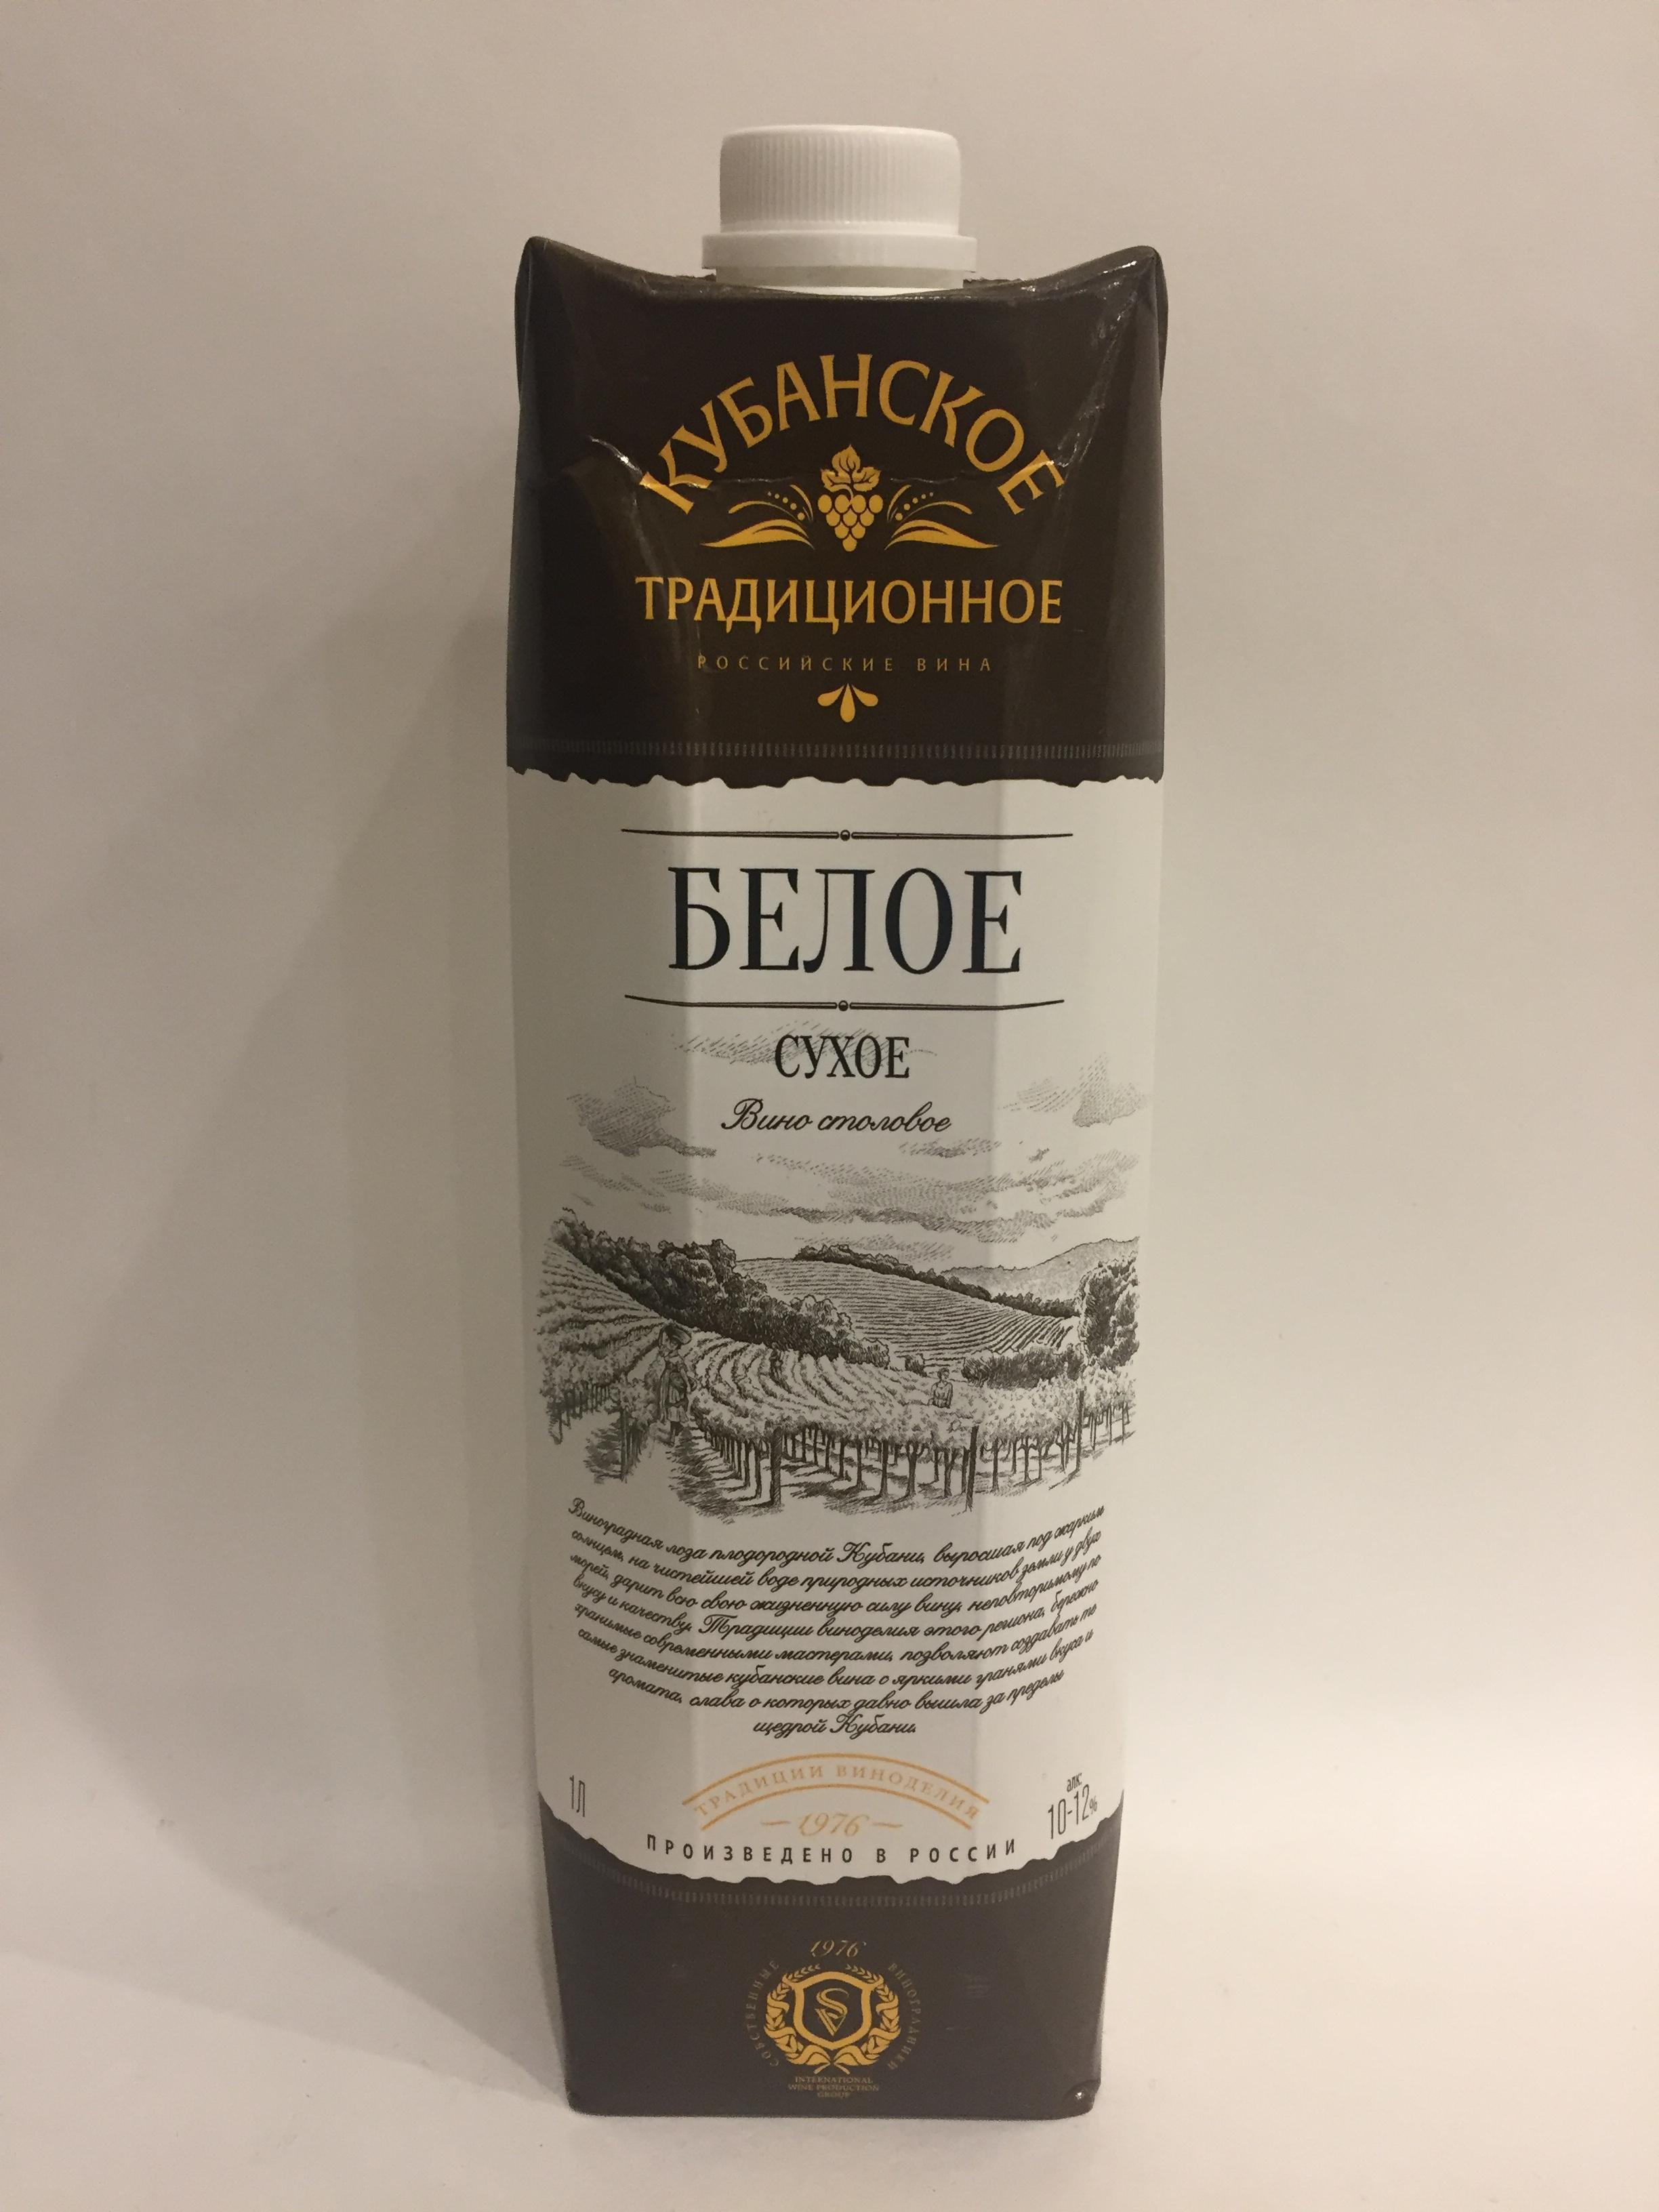 КУБАНСКОЕ
ТРАДИЦИОННОЕ
РОССИЙСКИЕ ВИНА
БЕЛОЕ
СУХОЕ
Вино столовое
Виноградная лоза плодородной Кубани, выросшая под жарким
солнцем, на чистейшей воде природных источников земли у двух
морей, дарит всю свою жизненную силу вину, неповторимому по
вкусу и качеству. Традиции виноделия этого региона, бережно
хранимые современными мастерами, позволяют создавать те
самые знаменитые кубанские вина с яркими гранями вкуса и
аромата, слава о которых давно вышла за пределы
щедрой Кубани.
1Л
ТРАДИЦИИ ВИНОДЕЛИЯ
1976
алк.
10-12%
ПРОИЗВЕДЕНО В РОССИИ
1976
СОБСТВЕННЫЕ ВИНОГРАДНИКИ
INTERNATIONAL
WINE PRODUCTION
GROUP